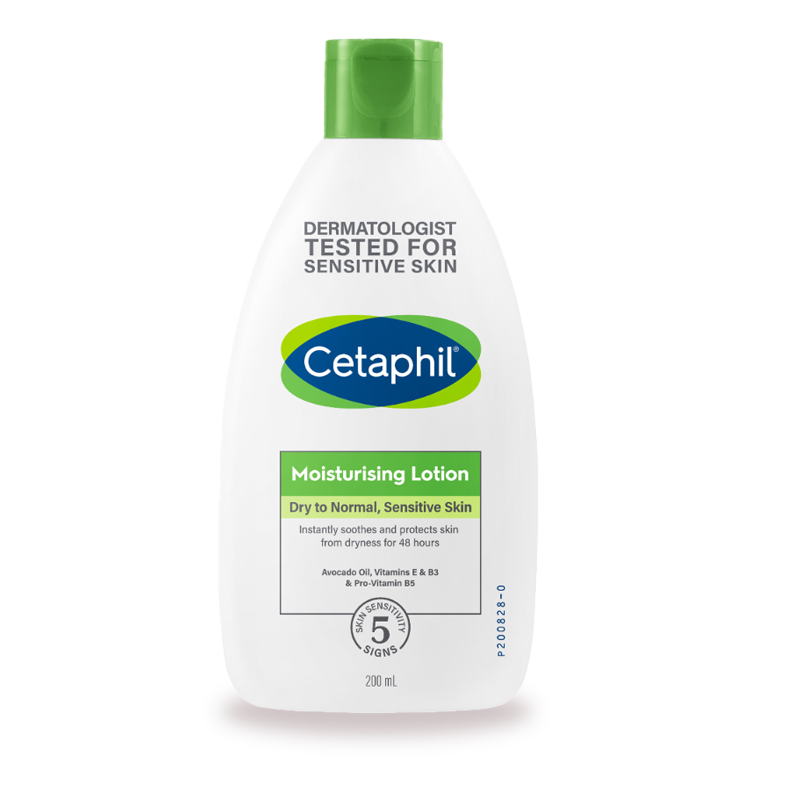 DERMATOLOGIST
TESTED FOR
SENSITIVE SKIN
Cetaphil®
Moisturising Lotion
Dry to Normal, Sensitive Skin
Instantly soothes and protects skin
from dryness for 48 hours
Avocado Oil, Vitamins E & B3
& Pro-Vitamin B5
SKIN SENSITIVITY
5
SIGNS
P200828-0
200 mL